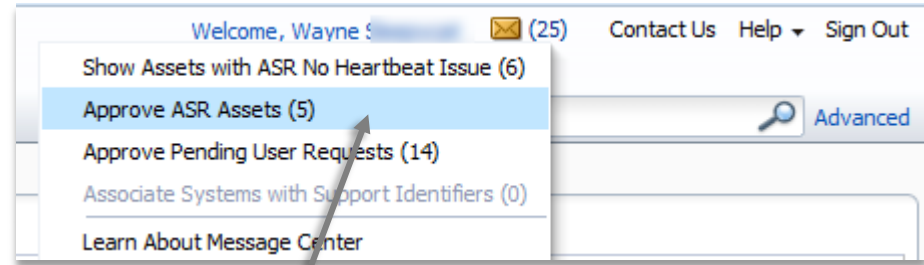 Welcome, Wayne (25) Contact Us Help Sign Out
Show Assets with ASR No Heartbeat Issue (6)
Approve ASR Assets (5)
Advanced
Approve Pending User Requests (14)
Associate Systems with Support Identifiers (0)
Learn About Message Center